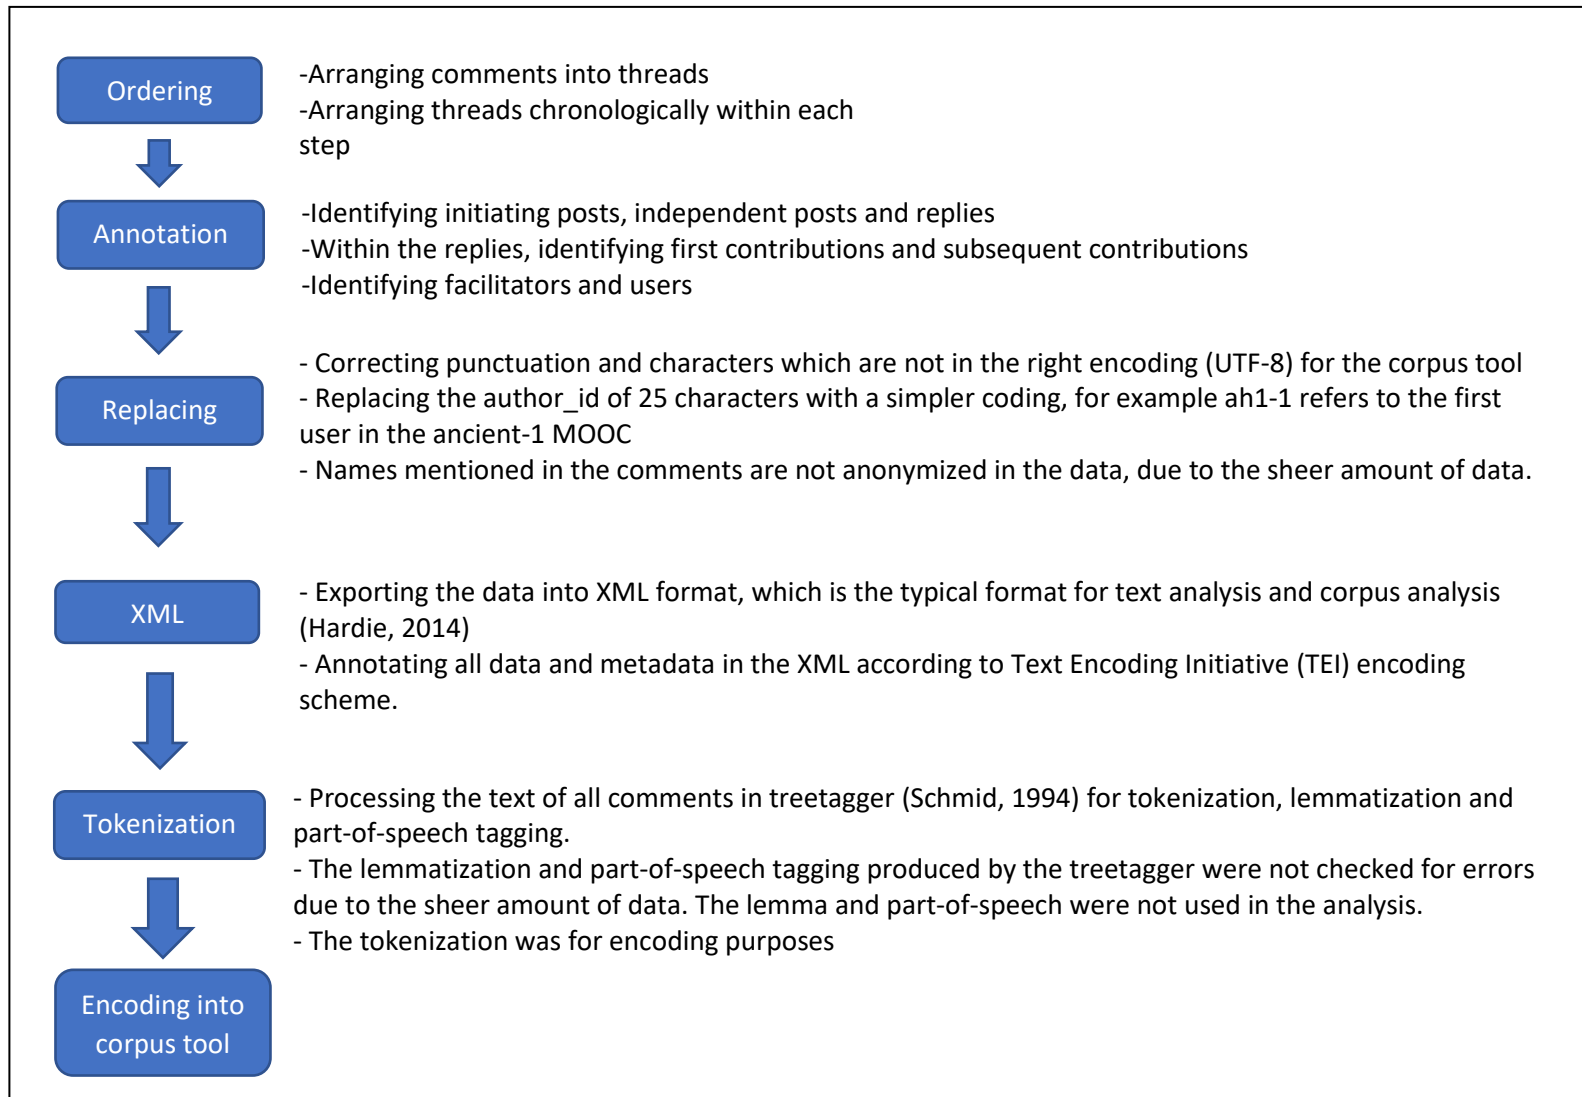 Ordering
-Arranging comments into threads
-Arranging threads chronologically within each
step
Annotation
-Identifying initiating posts, independent posts and replies
-Within the replies, identifying first contributions and subsequent contributions
-Identifying facilitators and users
Replacing
- Correcting punctuation and characters which are not in the right encoding (UTF-8) for the corpus tool
- Replacing the author_id of 25 characters with a simpler coding, for example ah1-1 refers to the first
user in the ancient-1 MOOC
- Names mentioned in the comments are not anonymized in the data, due to the sheer amount of data.
XML
- Exporting the data into XML format, which is the typical format for text analysis and corpus analysis
(Hardie, 2014)
- Annotating all data and metadata in the XML according to Text Encoding Initiative (TEI) encoding
scheme.
Tokenization
- Processing the text of all comments in treetagger (Schmid, 1994) for tokenization, lemmatization and
part-of-speech tagging.
- The lemmatization and part-of-speech tagging produced by the treetagger were not checked for errors
due to the sheer amount of data. The lemma and part-of-speech were not used in the analysis.
- The tokenization was for encoding purposes
Encoding into
corpus tool